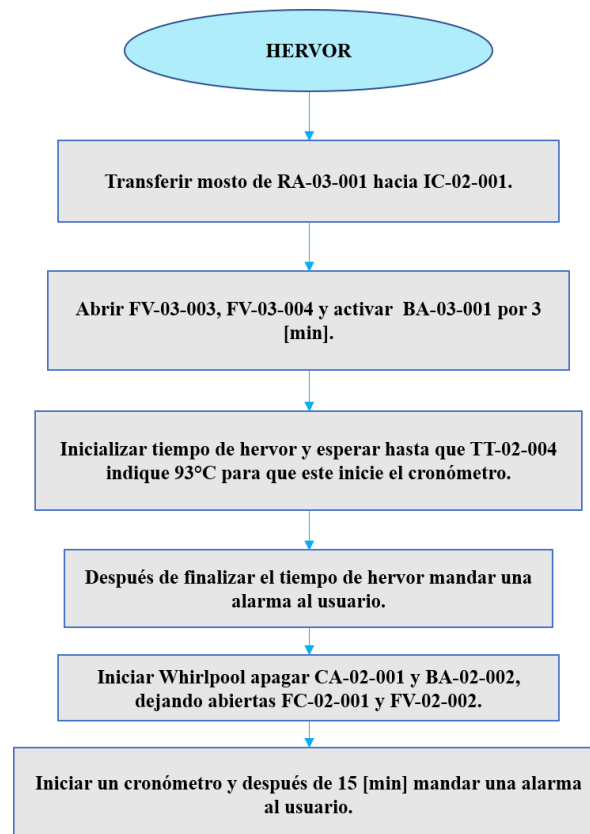 HERVOR
Transferir mosto de RA-03-001 hacia IC-02-001.
Abrir FV-03-003, FV-03-004 y activar BA-03-001 por 3
[min].
Inicializar tiempo de hervor y esperar hasta que TT-02-004
indique 93°C para que este inicie el cronómetro.
Después de finalizar el tiempo de hervor mandar una
alarma al usuario.
Iniciar Whirlpool apagar CA-02-001 y BA-02-002,
dejando abiertas FC-02-001 y FV-02-002.
Iniciar un cronómetro y después de 15 [min] mandar una alarma
al usuario.